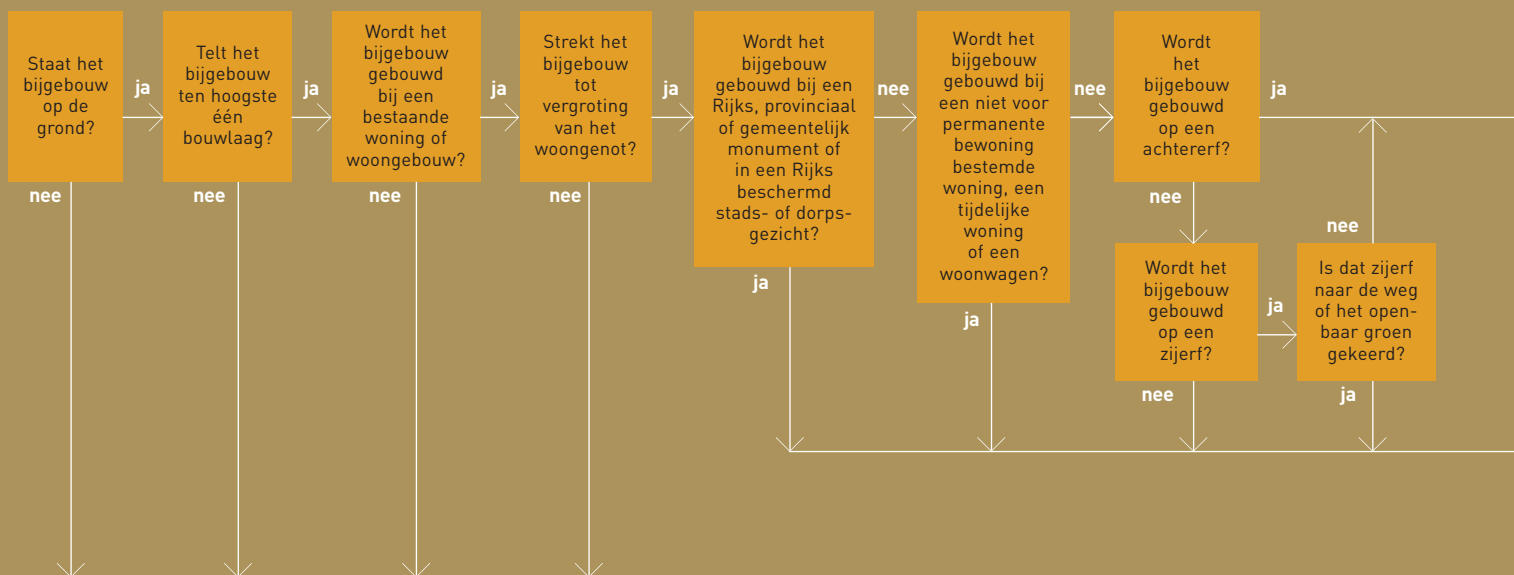 Staat het
bijgebouw
op de
grond?
ja
nee
Telt het
bijgebouw
ten hoogste
één
bouwlaag?
ja
nee
Wordt het
bijgebouw
gebouwd
bij een
bestaande
woning of
woongebouw?
ja
nee
Strekt het
bijgebouw
tot
vergroting
van het
woongenot?
ja
nee
Wordt het
bijgebouw
gebouwd bij een
Rijks, provinciaal
of gemeentelijk
monument of
in een Rijks
beschermd
stads- of dorps-
gezicht?
nee
ja
Wordt het
bijgebouw
gebouwd bij
een niet voor
permanente
bewoning
bestemde
woning, een
tijdelijke
woning
of een
woonwagen?
nee
ja
Wordt
het
bijgebouw
gebouwd
op een
achtererf?
ja
nee
Wordt het
bijgebouw
gebouwd
op een
zijerf?
ja
nee
nee
Is dat zijerf
naar de weg
of het open-
baar groen
gekeerd?
ja